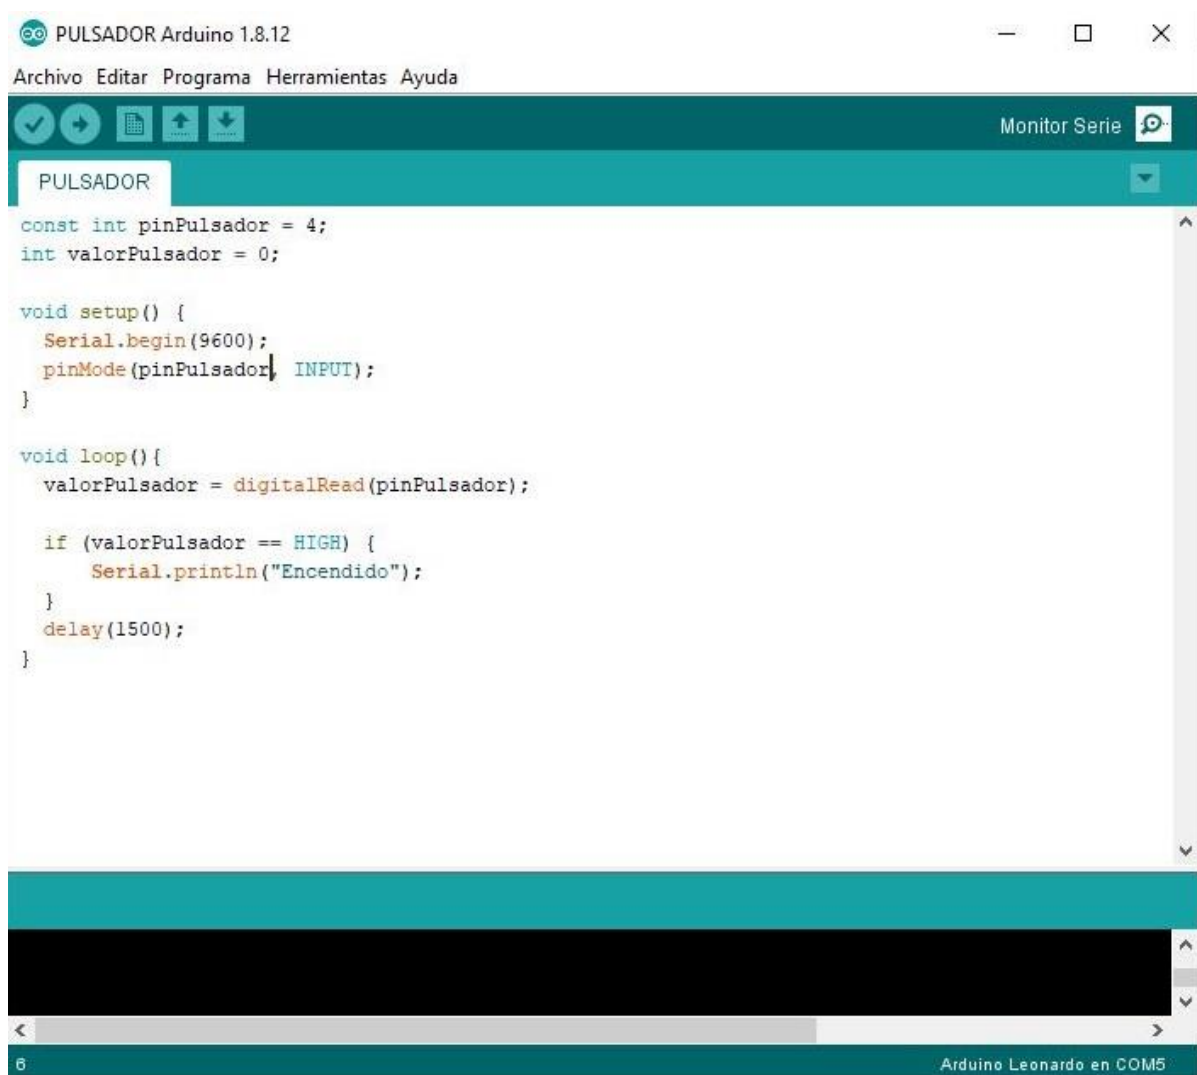 PULSADOR Arduino 1.8.12
Archivo Editar Programa Herramientas Ayuda
Monitor Serie
PULSADOR
const int pinPulsador = 4;
int valorPulsador = 0;
void setup() {
Serial.begin(9600);
pinMode(pinPulsador, INPUT);
}
void loop(){
valorPulsador = digitalRead(pinPulsador);
if (valorPulsador == HIGH) {
Serial.println("Encendido");
}
delay(1500);
}
6
Arduino Leonardo en COM5